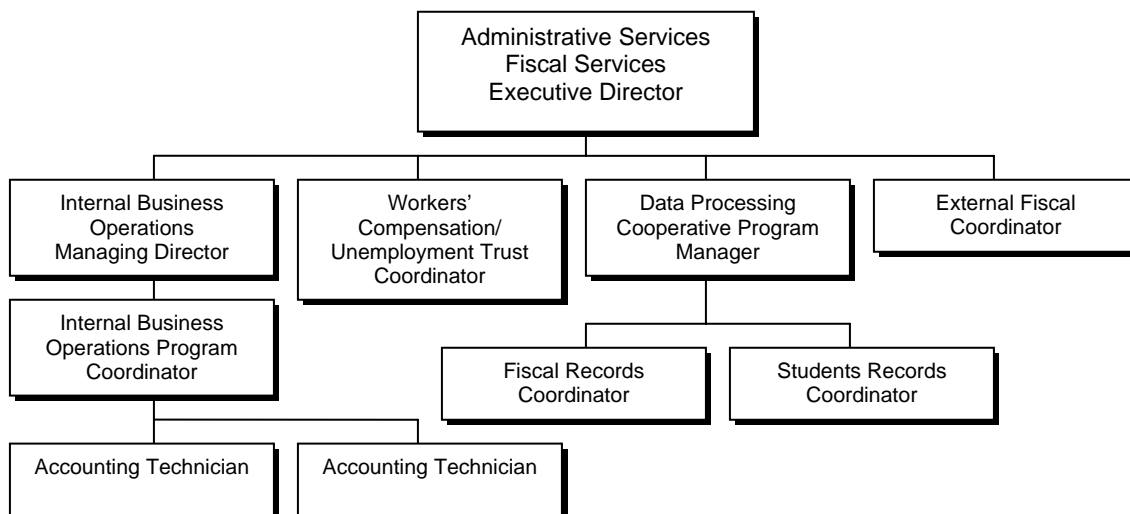 Administrative Services
Fiscal Services
Executive Director
Internal Business
Operations
Managing Director
Workers’
Compensation/
Unemployment Trust
Coordinator
Data Processing
Cooperative Program
Manager
External Fiscal
Coordinator
Internal Business
Operations Program
Coordinator
Fiscal Records
Coordinator
Students Records
Coordinator
Accounting Technician
Accounting Technician